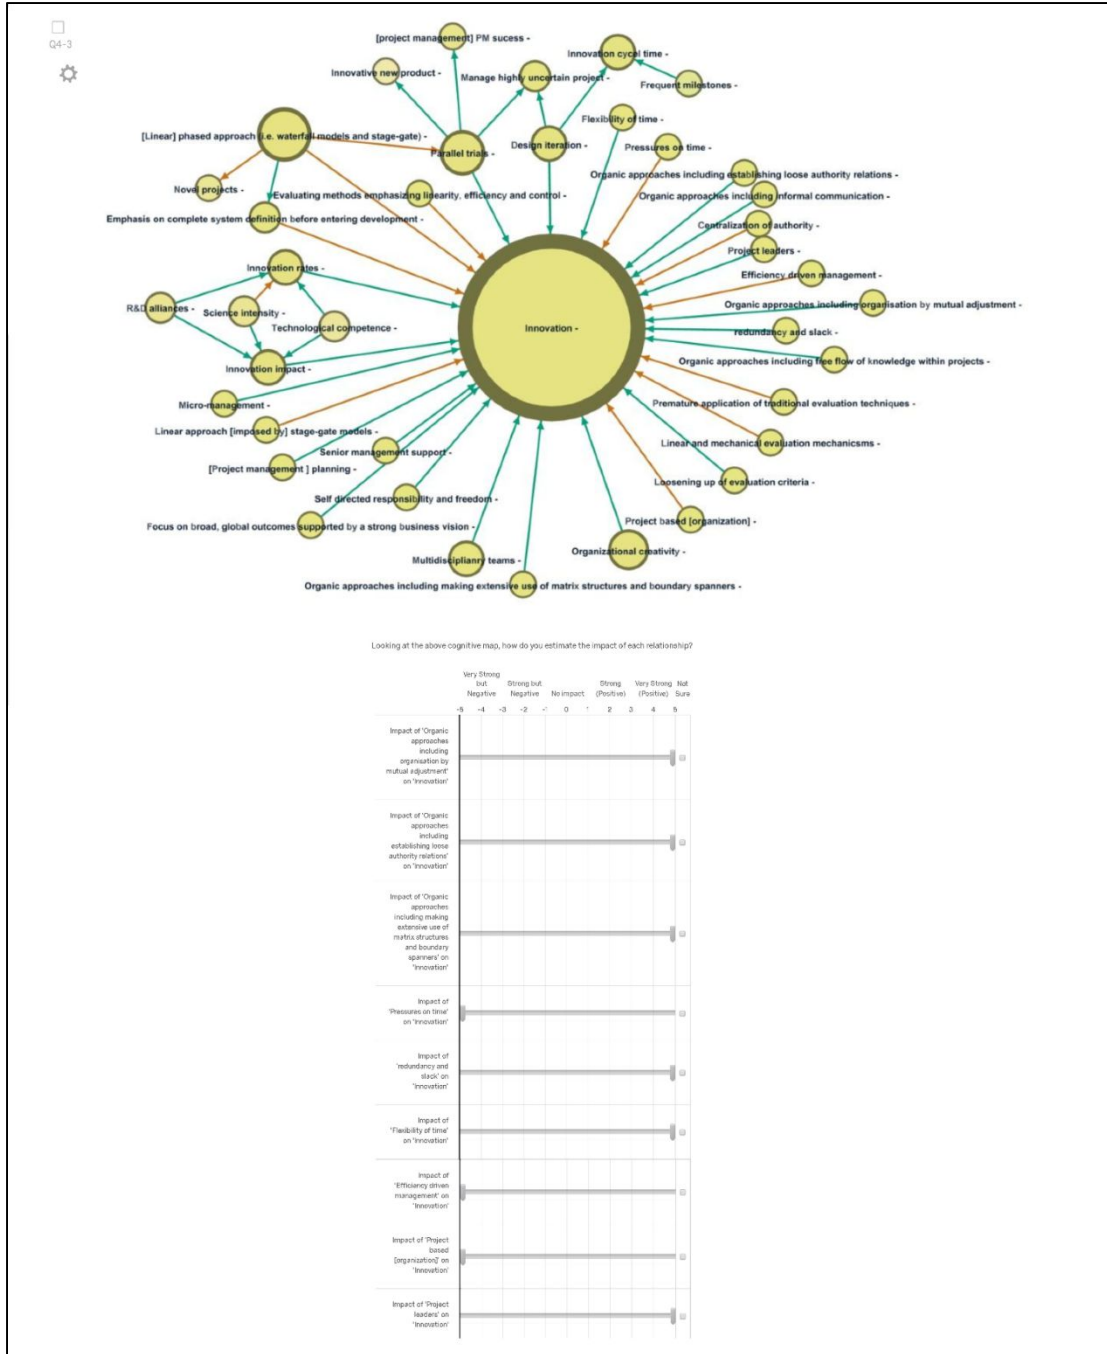 Q4-3
[project management] PM sucess -
Innovation cycel time -
Innovative new product -
Manage highly uncertain project -
Frequent milestones -
Flexibility of time -
[Linear] phased approach (i.e. waterfall models and stage-gate) -
Parallel trials -
Design iteration -
Pressures on time -
Organic approaches including establishing loose authority relations -
Novel projects -
Evaluating methods emphasizing linearity, efficiency and control -
Organic approaches including informal communication -
Emphasis on complete system definition before entering development -
Centralization of authority -
Project leaders -
Innovation rates -
Efficiency driven management -
R&D alliances -
Science intensity -
Technological competence -
Organic approaches including organisation by mutual adjustment -
Innovation -
redundancy and slack -
Innovation impact -
Organic approaches including free flow of knowledge within projects -
Micro-management -
Premature application of traditional evaluation techniques -
Linear approach [imposed by] stage-gate models -
Linear and mechanical evaluation mechanicsms -
Senior management support -
[Project management ] planning -
Loosening up of evaluation criteria -
Self directed responsibility and freedom -
Focus on broad, global outcomes supported by a strong business vision -
Project based [organization] -
Organizational creativity -
Multidisciplianry teams -
Organic approaches including making extensive use of matrix structures and boundary spanners -
Looking at the above cognitive map, how do you estimate the impact of each relationship?
Very Strong
but
Negative
Strong but
Negative
No impact
Strong
(Positive)
Very Strong
(Positive)
Not
Sure
-5 -4 -3 -2 -1 0 1 2 3 4 5
Impact of 'Organic
approaches
including
organisation by
mutual adjustment'
on 'Innovation'
Impact of 'Organic
approaches
including
establishing loose
authority relations'
on 'Innovation'
Impact of 'Organic
approaches
including making
extensive use of
matrix structures
and boundary
spanners' on
'Innovation'
Impact of
'Pressures on time'
on 'Innovation'
Impact of
'redundancy and
slack' on
'Innovation'
Impact of
'Flexibility of time'
on 'Innovation'
Impact of
'Efficiency driven
management' on
'Innovation'
Impact of 'Project
based
[organization]' on
'Innovation'
Impact of 'Project
leaders' on
'Innovation'